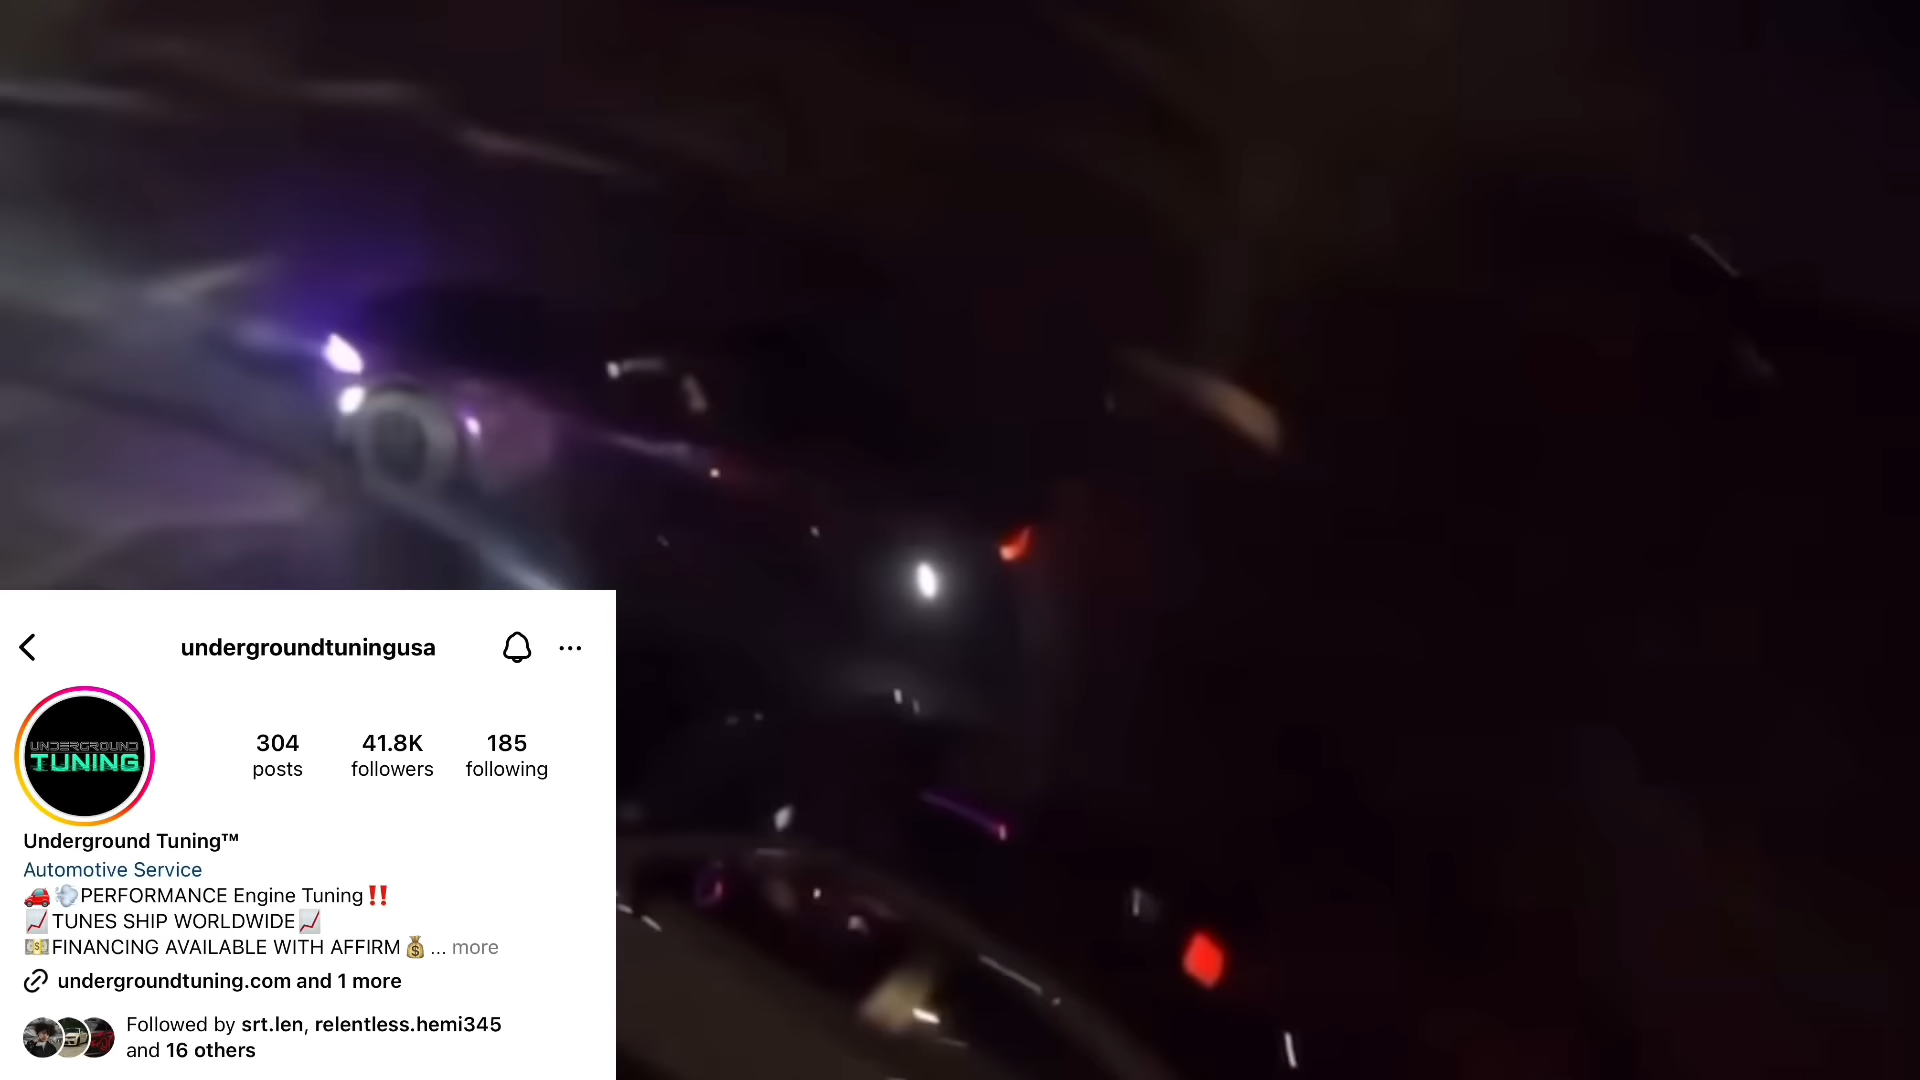 undergroundtuningusa
UNDERGROUND
TUNING
304 41.8K 185
posts followers following
Underground Tuning™
Automotive Service
🚗💨PERFORMANCE Engine Tuning‼️
📈TUNES SHIP WORLDWIDE📈
💵FINANCING AVAILABLE WITH AFFIRM💰... more
undergroundtuning.com and 1 more
Followed by srt.len, relentless.hemi345
and 16 others